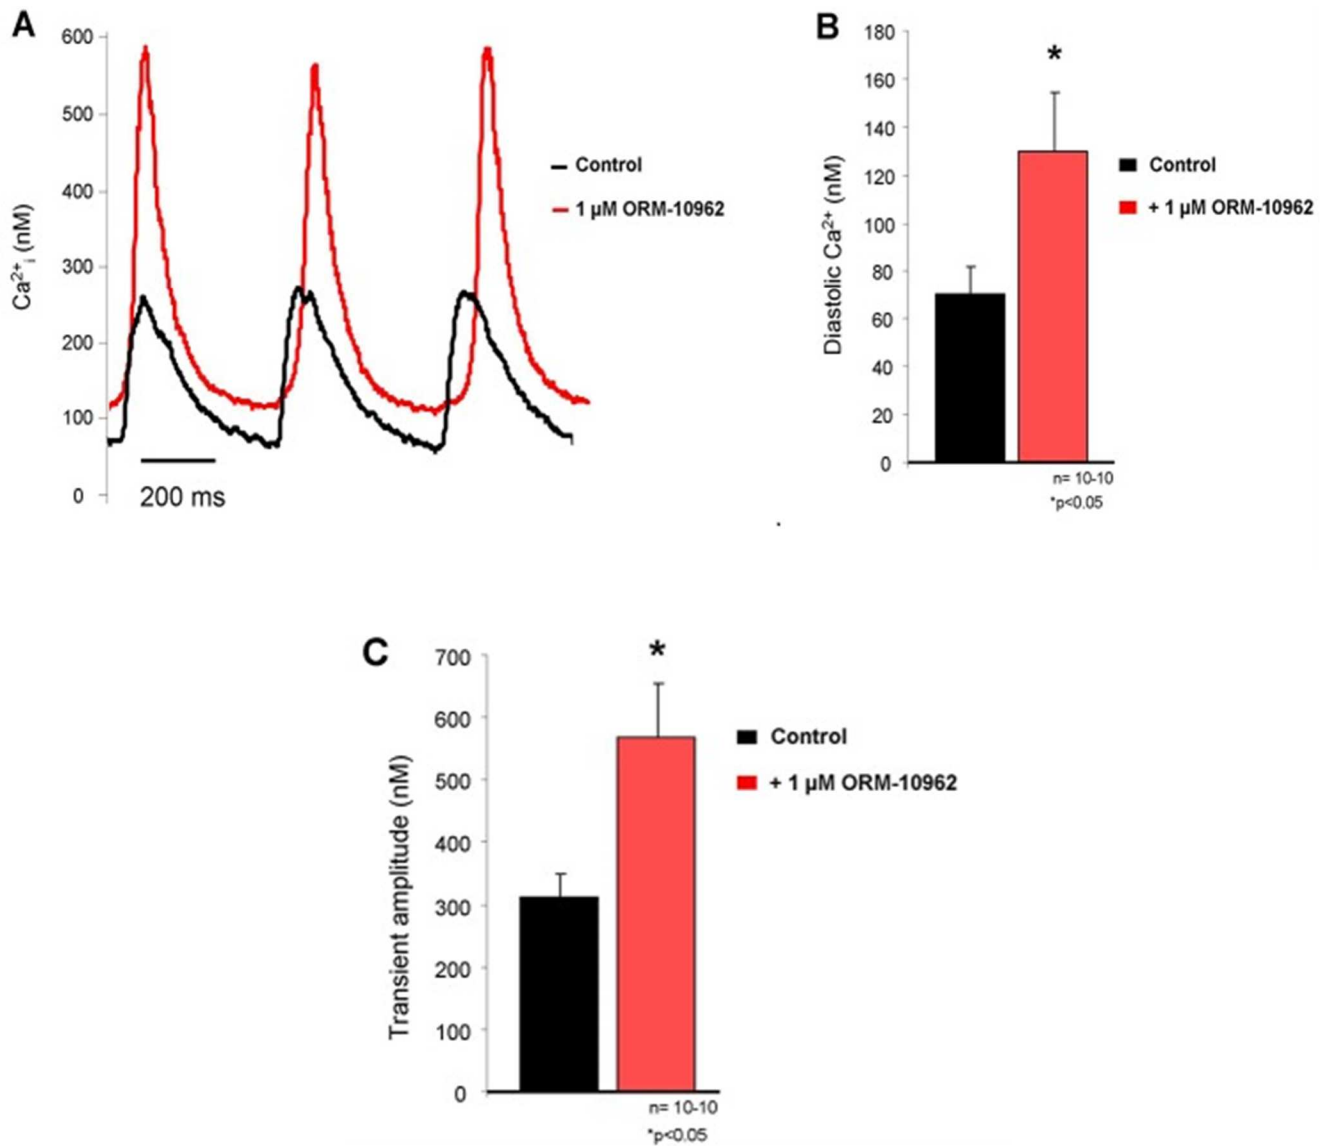 A
600
500
400
300
200
100
0
Ca²⁺ᵢ (nM)
Control
1 µM ORM-10962
200 ms
B
180
160
140
120
100
80
60
40
20
0
Diastolic Ca²⁺ (nM)
*
Control
+ 1 µM ORM-10962
n= 10-10
*p<0.05
C
700
600
500
400
300
200
100
0
Transient amplitude (nM)
*
Control
+ 1 µM ORM-10962
n= 10-10
*p<0.05